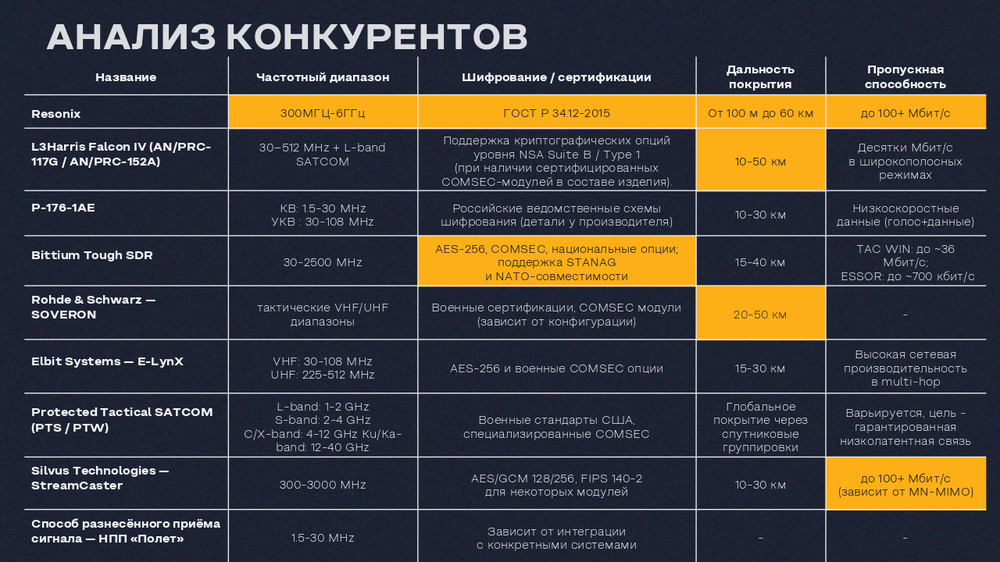 АНАЛИЗ КОНКУРЕНТОВ
Название
Частотный диапазон
Шифрование / сертификации
Дальность
покрытия
Пропускная
способность
Resonix
300МГЦ-6ГГц
ГОСТ Р 34.12-2015
От 100 м до 60 км
до 100+ Мбит/с
L3Harris Falcon IV (AN/PRC-
117G / AN/PRC-152A)
30–512 MHz + L-band
SATCOM
Поддержка криптографических опций
уровня NSA Suite B / Type 1
(при наличии сертифицированных
COMSEC-модулей в составе изделия).
10-50 км
Десятки Мбит/с
в широкополосных
режимах
Р-176-1АЕ
КВ: 1.5-30 MHz
УКВ : 30-108 MHz
Российские ведомственные схемы
шифрования (детали у производителя)
10-30 км
Низкоскоростные
данные (голос+данные)
Bittium Tough SDR
30-2500 MHz
AES-256, COMSEC, национальные опции;
поддержка STANAG
и NATO-совместимости
15-40 км
TAC WIN: до ~36
Мбит/с;
ESSOR: до ~700 кбит/с
Rohde & Schwarz —
SOVERON
тактические VHF/UHF
диапазоны
Военные сертификации, COMSEC модули
(зависит от конфигурации)
20-50 км
-
Elbit Systems — E-LynX
VHF: 30-108 MHz
UHF: 225-512 MHz
AES-256 и военные COMSEC опции
15-30 км
Высокая сетевая
производительность
в multi-hop
Protected Tactical SATCOM
(PTS / PTW)
L-band: 1-2 GHz
S-band: 2-4 GHz
C/X-band: 4-12 GHz Ku/Ka-
band: 12-40 GHz
Военные стандарты США,
специализированные COMSEC
Глобальное
покрытие через
спутниковые
группировки
Варьируется, цель -
гарантированная
низколатентная связь
Silvus Technologies —
StreamCaster
300-3000 MHz
AES/GCM 128/256, FIPS 140-2
для некоторых модулей
10-30 км
до 100+ Мбит/с
(зависит от MN-MIMO)
Способ разнесённого приёма
сигнала — НПП «Полет»
1.5-30 MHz
Зависит от интеграции
с конкретными системами
-
-